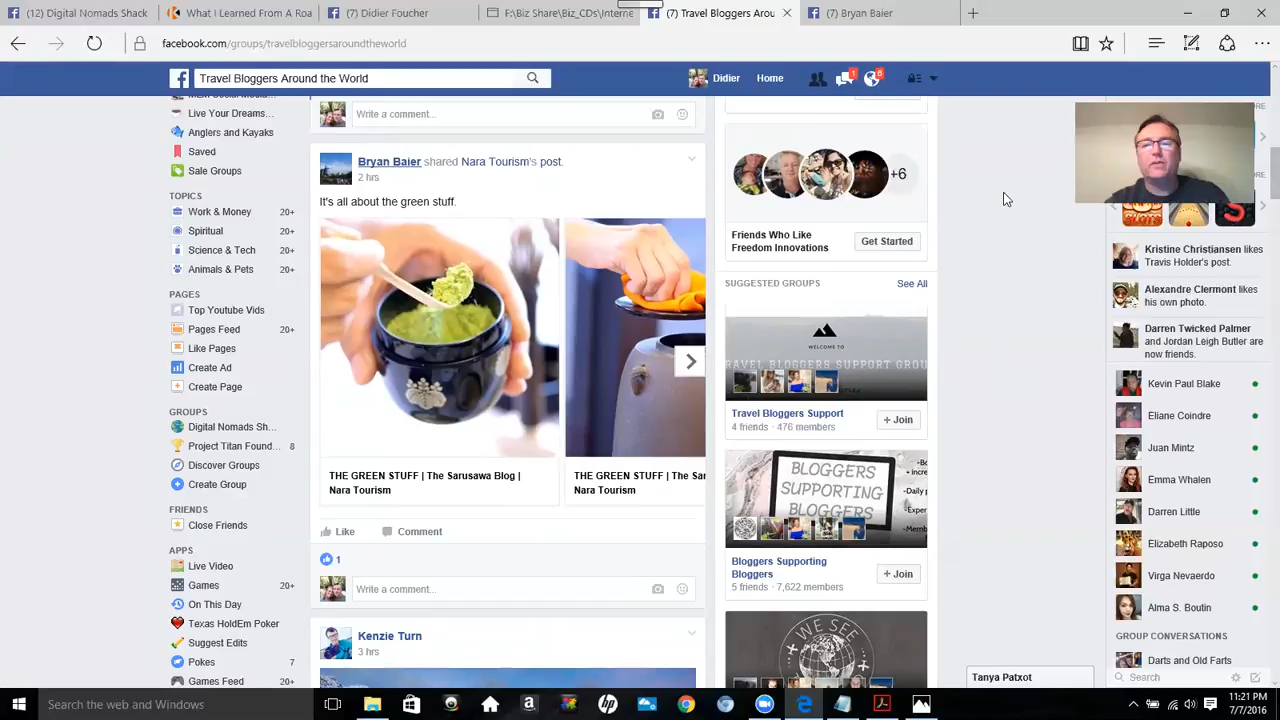 What I Gained From A Roa
Didier Foucher
F:\Biz Share\Biz_CDs\Interne
(7) Travel Bloggers Arou
(7) Bryan Baier
facebook.com/groups/travelbloggersaroundtheworld
Travel Bloggers Around the World
Didier
Home
1
6
Live Your Dreams...
Anglers and Kayaks
Saved
Sale Groups
TOPICS
Work & Money 20+
Spiritual 20+
Science & Tech 20+
Animals & Pets 20+
PAGES
Top Youtube Vids
Pages Feed 20+
Like Pages
Create Ad
Create Page
GROUPS
Digital Nomads Sh...
Project Titan Found... 8
Discover Groups
Create Group
FRIENDS
Close Friends
APPS
Live Video
Games 20+
On This Day
Texas HoldEm Poker
Suggest Edits
Pokes 7
Games Feed 20+
Write a comment...
Bryan Baier shared Nara Tourism's post.
2 hrs
It's all about the green stuff.
THE GREEN STUFF | The Sarusawa Blog |
Nara Tourism
THE GREEN STUFF | The Sa
Nara Tourism
Like Comment
1
Write a comment...
Kenzie Turn
3 hrs
+6
Friends Who Like
Freedom Innovations
Get Started
SUGGESTED GROUPS See All
WELCOME TO
RAVEL BLOGGERS SUPPORT GROU
Travel Bloggers Support
4 friends · 476 members
+ Join
BLOGGERS
SUPPORTING
BLOGGERS
Bloggers Supporting
Bloggers
5 friends · 7,622 members
+ Join
WE SEE
Kristine Christiansen likes
Travis Holder's post.
Alexandre Clermont likes
his own photo.
Darren Twicked Palmer
and Jordan Leigh Butler are
now friends.
Kevin Paul Blake
Eliane Coindre
Juan Mintz
Emma Whalen
Darren Little
Elizabeth Raposo
Virga Nevaerdo
Alma S. Boutin
GROUP CONVERSATIONS
Darts and Old Farts
Tanya Patxot
Search
Search the web and Windows
11:21 PM
7/7/2016